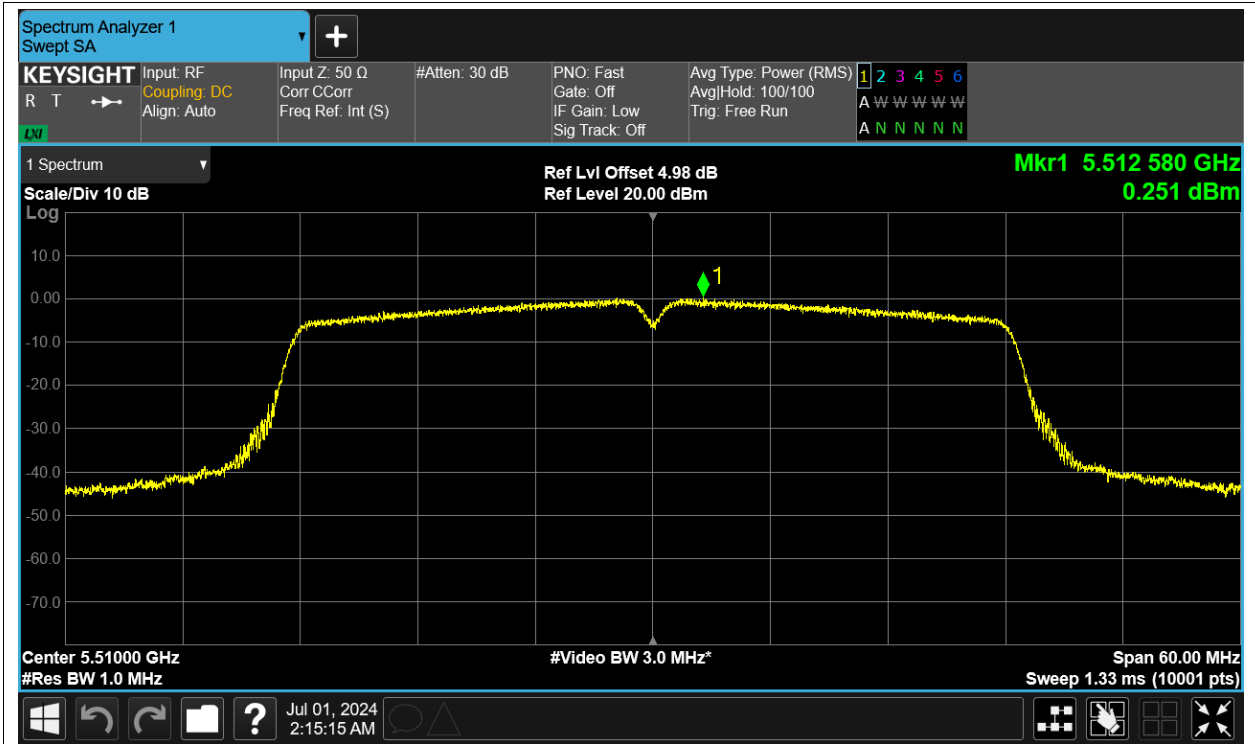 Spectrum Analyzer 1
Swept SA
+
KEYSIGHT
R T
LXI
Input: RF
Coupling: DC
Align: Auto
Input Z: 50 Ω
Corr CCorr
Freq Ref: Int (S)
#Atten: 30 dB
PNO: Fast
Gate: Off
IF Gain: Low
Sig Track: Off
Avg Type: Power (RMS)
Avg|Hold: 100/100
Trig: Free Run
1 2 3 4 5 6
A W W W W W
A N N N N N
1 Spectrum
Scale/Div 10 dB
Ref Lvl Offset 4.98 dB
Ref Level 20.00 dBm
Mkr1 5.512 580 GHz
0.251 dBm
Log
10.0
0.00
-10.0
-20.0
-30.0
-40.0
-50.0
-60.0
-70.0
1
Center 5.51000 GHz
#Res BW 1.0 MHz
#Video BW 3.0 MHz*
Span 60.00 MHz
Sweep 1.33 ms (10001 pts)
?
Jul 01, 2024
2:15:15 AM